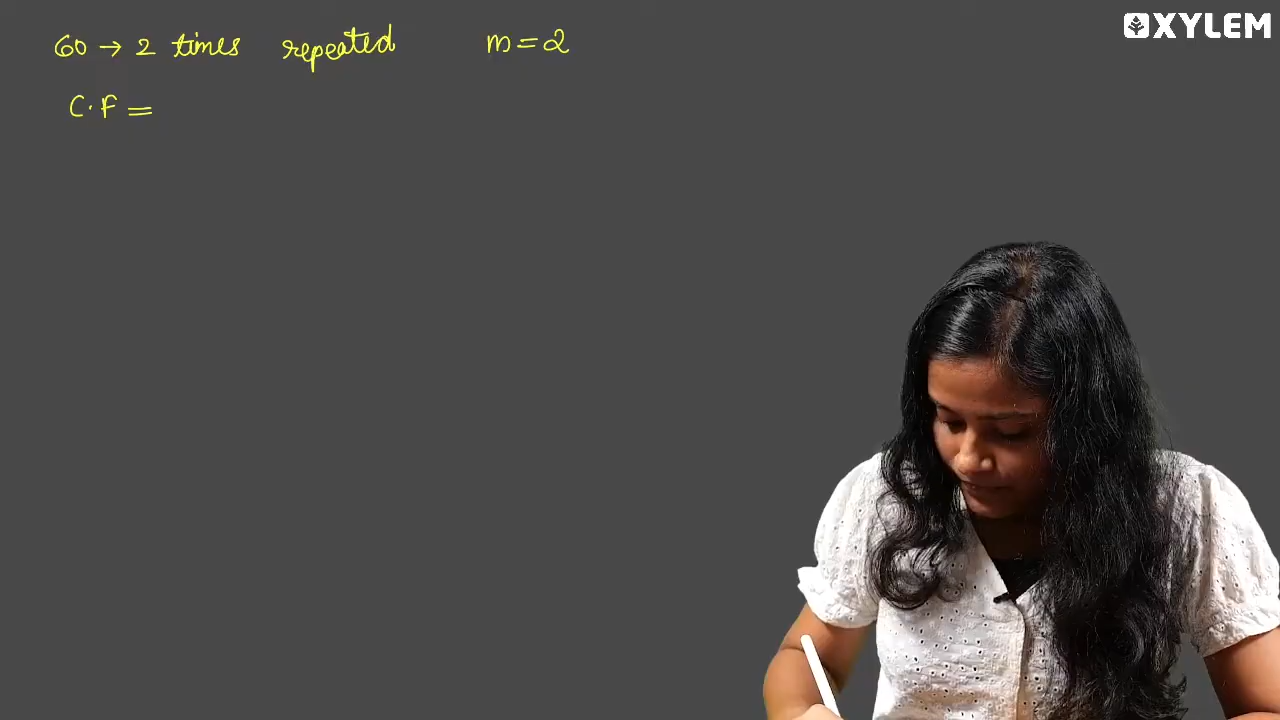 XYLEM
60 → 2 times repeated m = 2
C.F =